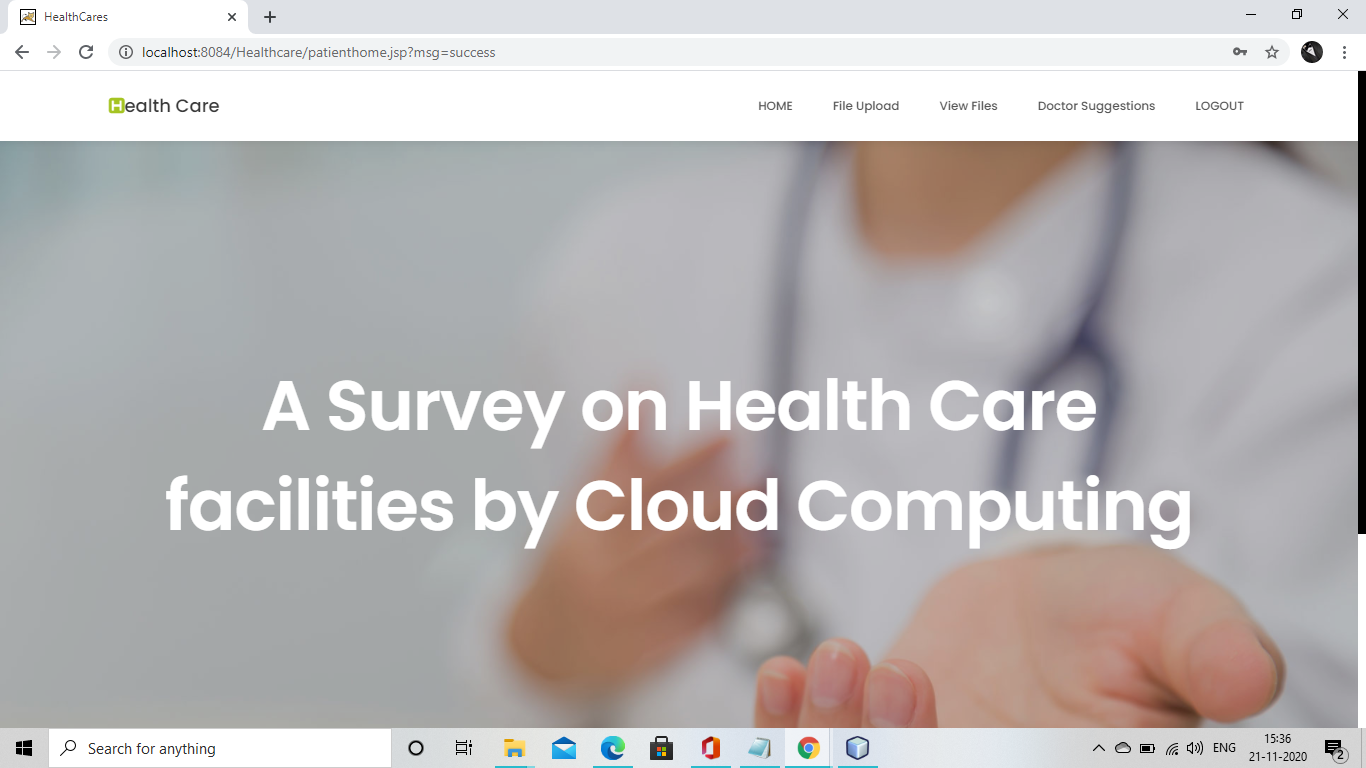 HealthCares
localhost:8084/Healthcare/patienthome.jsp?msg=success
Health Care
HOME File Upload View Files Doctor Suggestions LOGOUT
A Survey on Health Care
facilities by Cloud Computing
Search for anything
ENG
15:36
21-11-2020
2